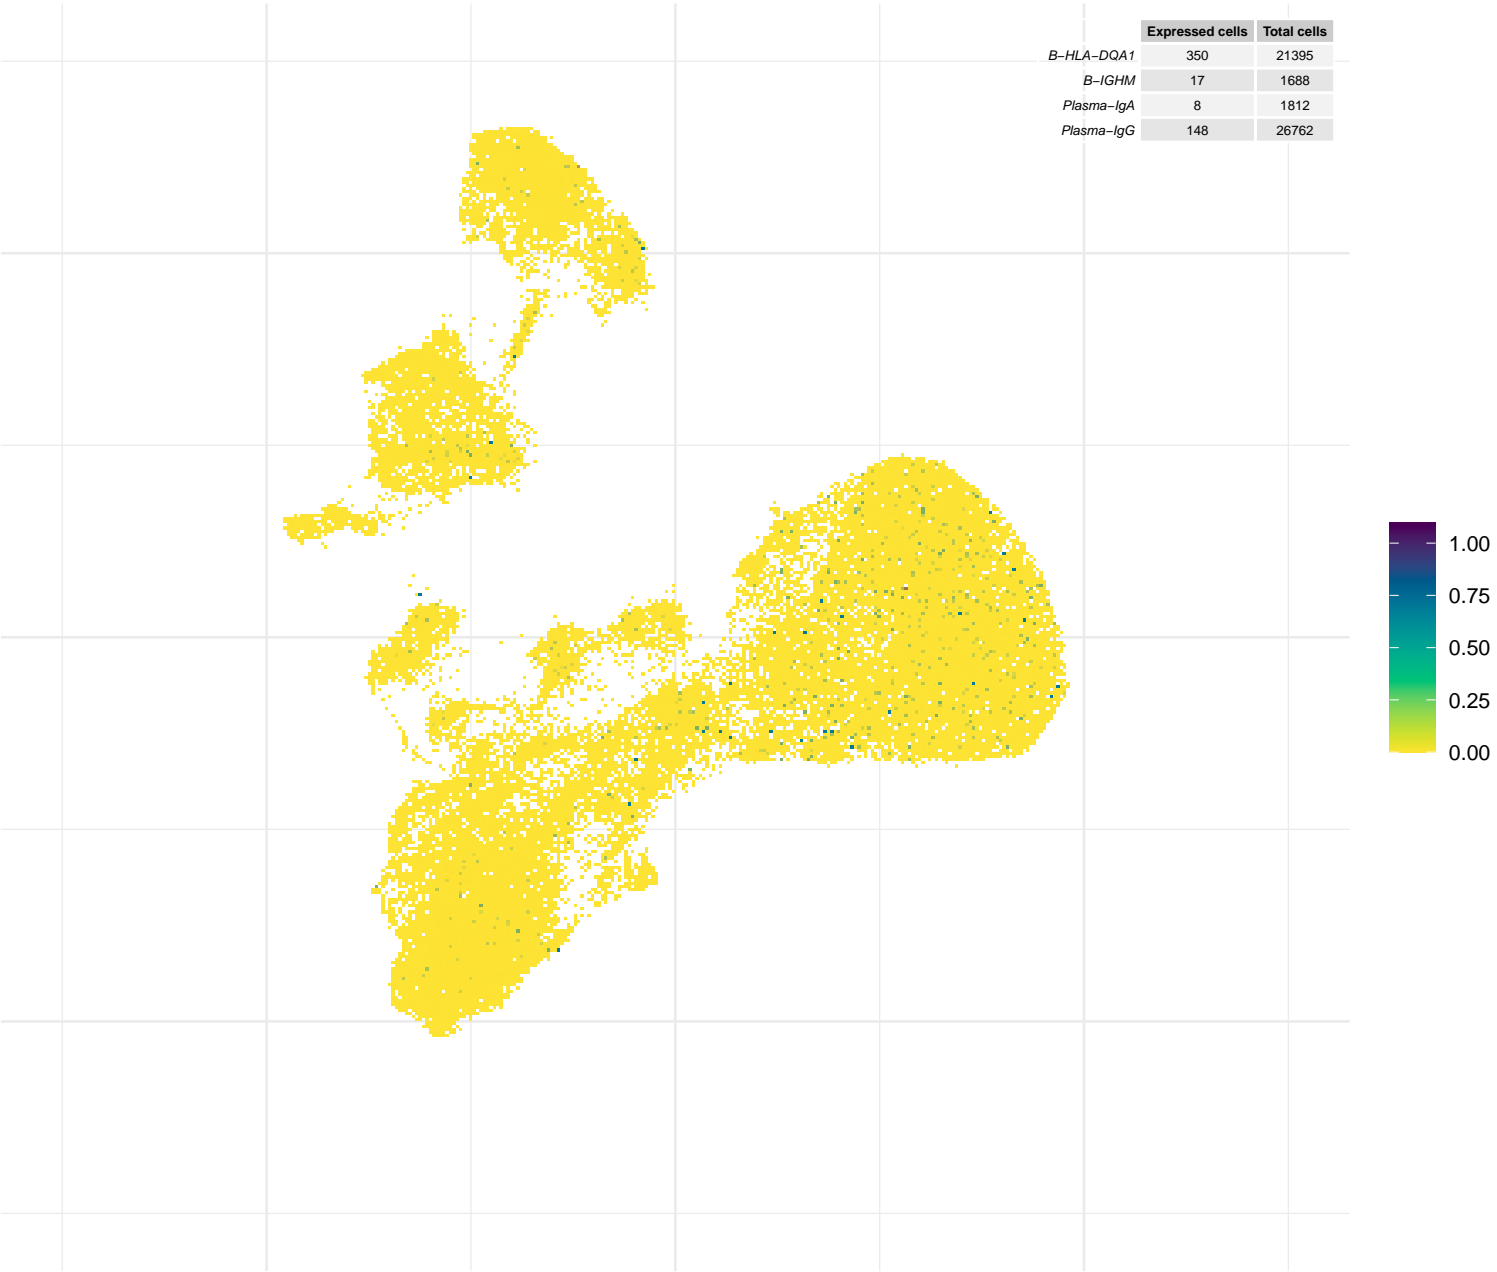 Expressed cells Total cells
B−HLA−DQA1 350 21395
B−IGHM 17 1688
Plasma−IgA 8 1812
Plasma−IgG 148 26762
1.00
0.75
0.50
0.25
0.00